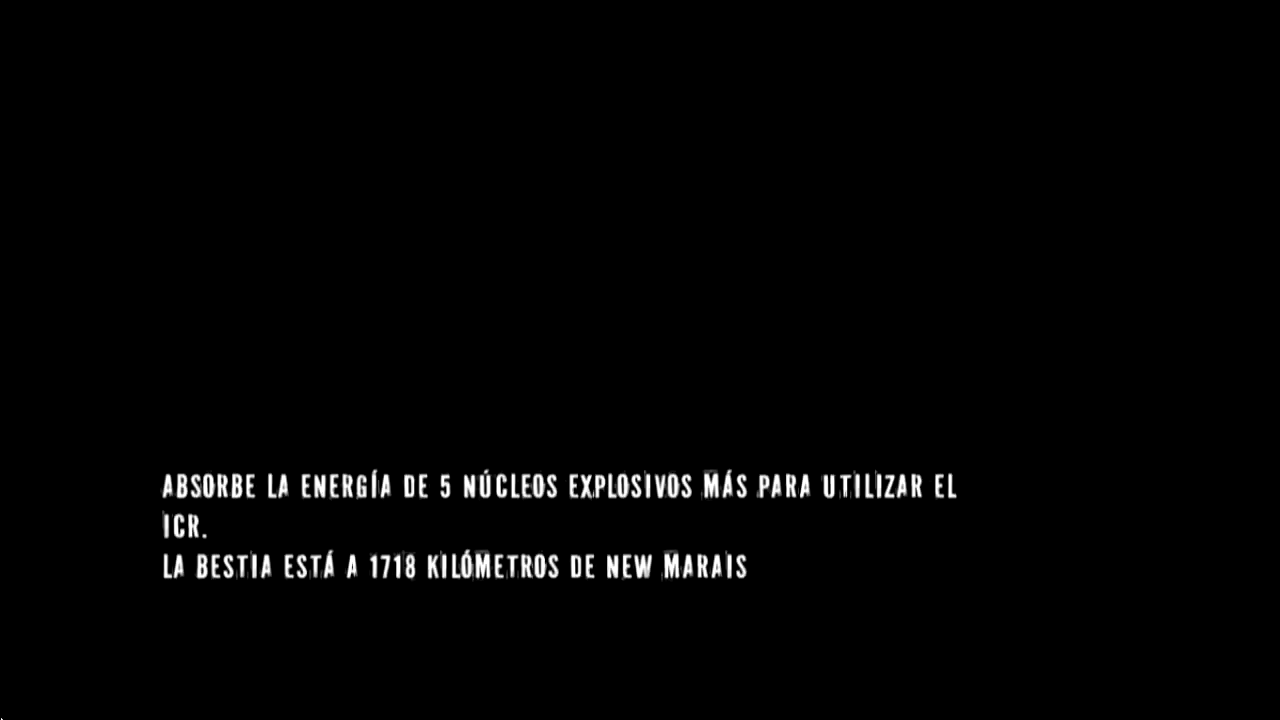 ABSORBE LA ENERGÍA DE 5 NÚCLEOS EXPLOSIVOS MÁS PARA UTILIZAR EL
ICR.
LA BESTIA ESTÁ A 1718 KILÓMETROS DE NEW MARAIS